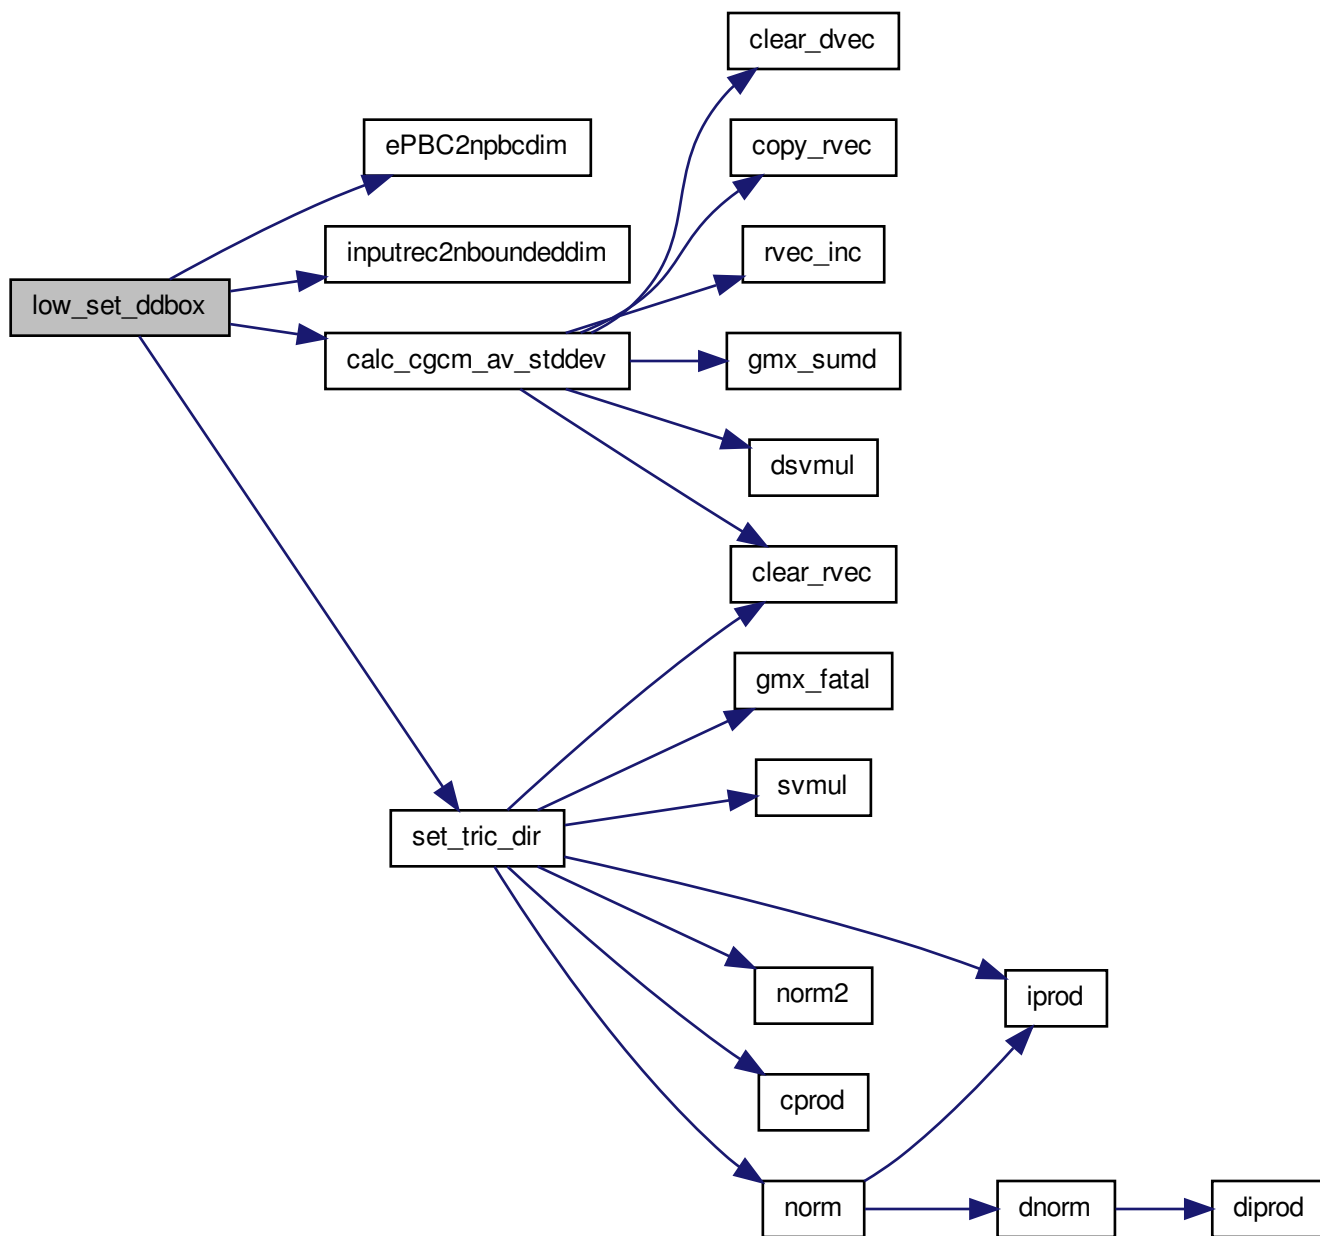 clear_dvec
ePBC2npbcdim
copy_rvec
inputrec2nboundeddim
rvec_inc
low_set_ddbox
calc_cgcm_av_stddev
gmx_sumd
dsvmul
clear_rvec
gmx_fatal
svmul
set_tric_dir
norm2
iprod
cprod
norm
dnorm
diprod